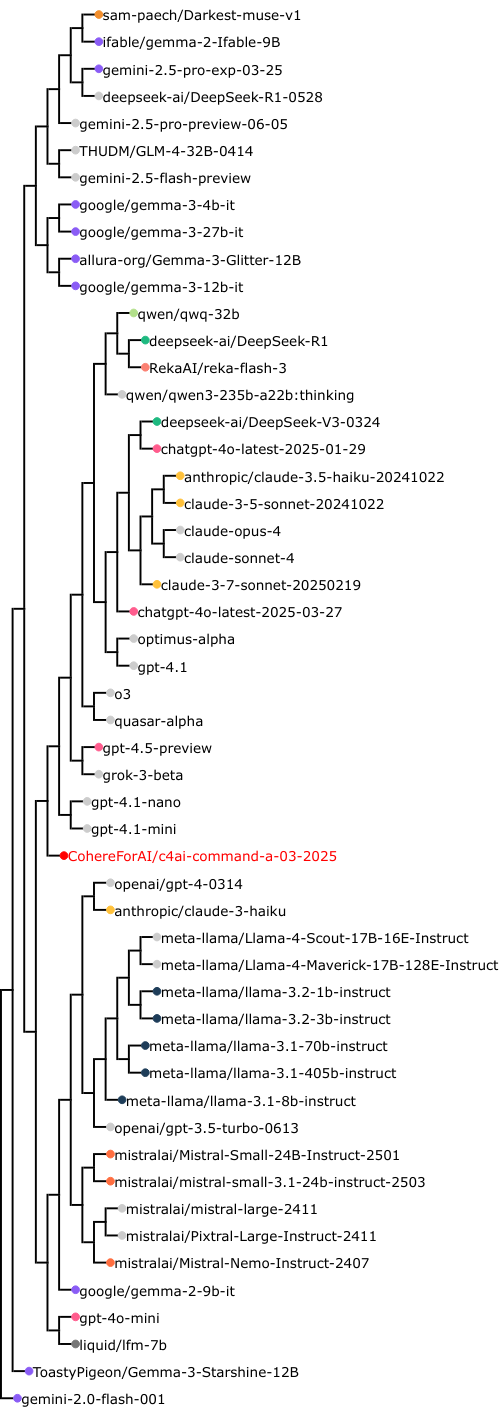 sam-paech/Darkest-muse-v1
ifable/gemma-2-Ifable-9B
gemini-2.5-pro-exp-03-25
deepseek-ai/DeepSeek-R1-0528
gemini-2.5-pro-preview-06-05
THUDM/GLM-4-32B-0414
gemini-2.5-flash-preview
google/gemma-3-4b-it
google/gemma-3-27b-it
allura-org/Gemma-3-Glitter-12B
google/gemma-3-12b-it
qwen/qwq-32b
deepseek-ai/DeepSeek-R1
RekaAI/reka-flash-3
qwen/qwen3-235b-a22b:thinking
deepseek-ai/DeepSeek-V3-0324
chatgpt-4o-latest-2025-01-29
anthropic/claude-3.5-haiku-20241022
claude-3-5-sonnet-20241022
claude-opus-4
claude-sonnet-4
claude-3-7-sonnet-20250219
chatgpt-4o-latest-2025-03-27
optimus-alpha
gpt-4.1
o3
quasar-alpha
gpt-4.5-preview
grok-3-beta
gpt-4.1-nano
gpt-4.1-mini
CohereForAI/c4ai-command-a-03-2025
openai/gpt-4-0314
anthropic/claude-3-haiku
meta-llama/Llama-4-Scout-17B-16E-Instruct
meta-llama/Llama-4-Maverick-17B-128E-Instruct
meta-llama/llama-3.2-1b-instruct
meta-llama/llama-3.2-3b-instruct
meta-llama/llama-3.1-70b-instruct
meta-llama/llama-3.1-405b-instruct
meta-llama/llama-3.1-8b-instruct
openai/gpt-3.5-turbo-0613
mistralai/Mistral-Small-24B-Instruct-2501
mistralai/mistral-small-3.1-24b-instruct-2503
mistralai/mistral-large-2411
mistralai/Pixtral-Large-Instruct-2411
mistralai/Mistral-Nemo-Instruct-2407
google/gemma-2-9b-it
gpt-4o-mini
liquid/lfm-7b
ToastyPigeon/Gemma-3-Starshine-12B
gemini-2.0-flash-001